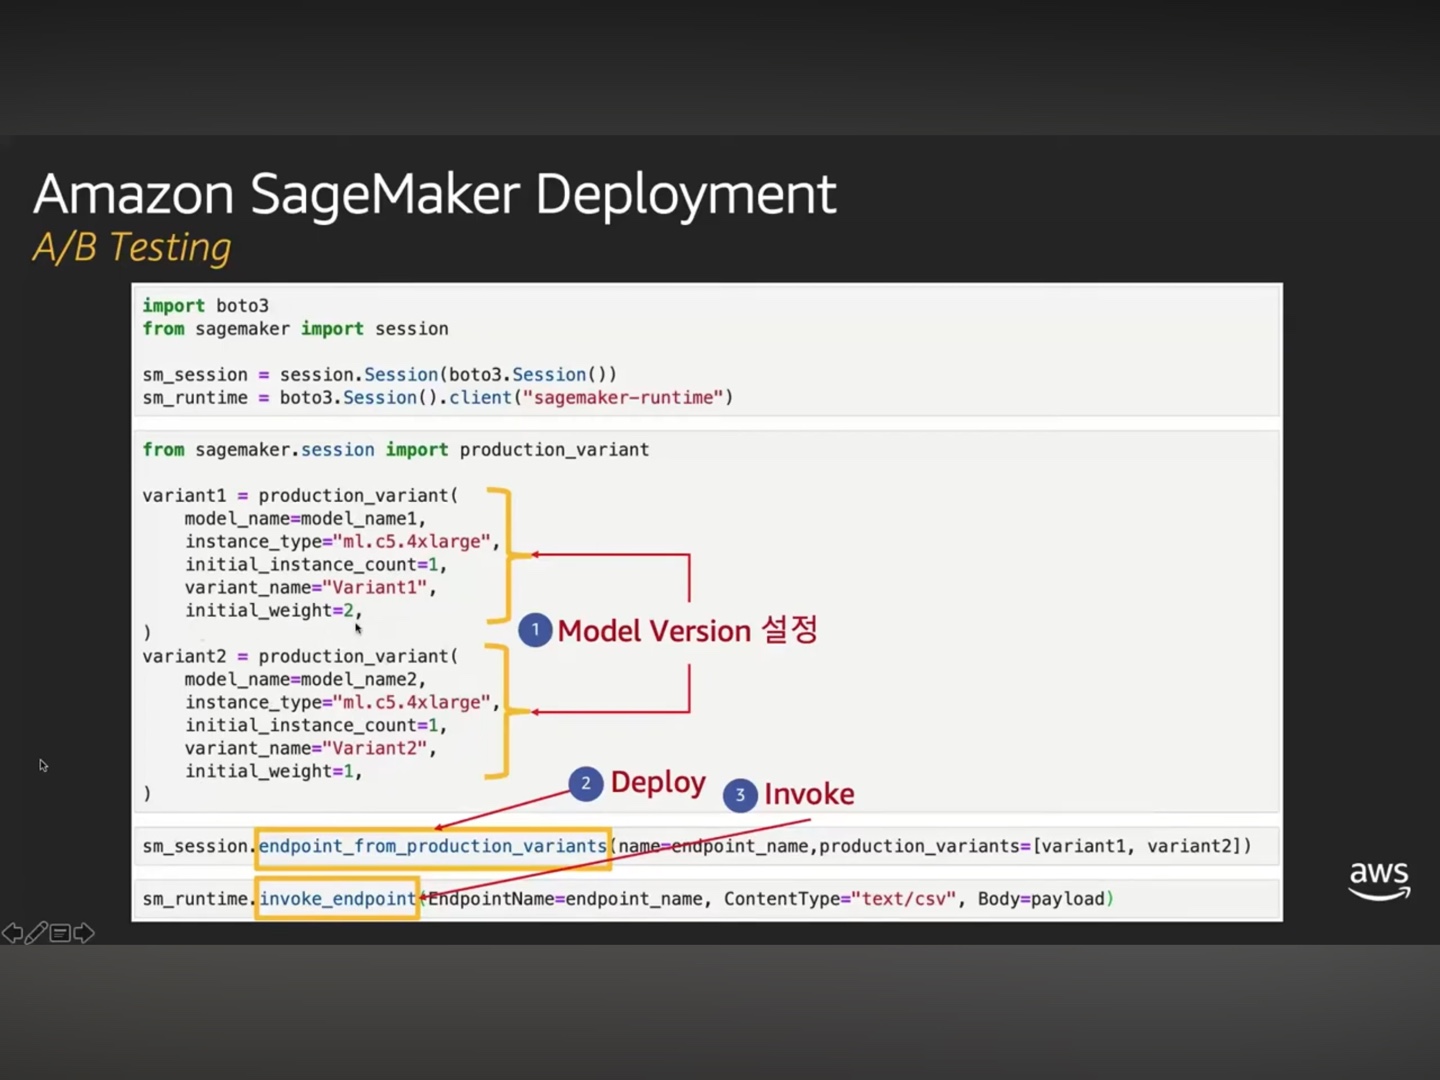 Amazon SageMaker Deployment
A/B Testing
import boto3
from sagemaker import session
sm_session = session.Session(boto3.Session())
sm_runtime = boto3.Session().client("sagemaker-runtime")
from sagemaker.session import production_variant
variant1 = production_variant(
model_name=model_name1,
instance_type="ml.c5.4xlarge",
initial_instance_count=1,
variant_name="Variant1",
initial_weight=2,
)
1 Model Version 설정
variant2 = production_variant(
model_name=model_name2,
instance_type="ml.c5.4xlarge",
initial_instance_count=1,
variant_name="Variant2",
initial_weight=1,
)
2 Deploy
3 Invoke
sm_session.endpoint_from_production_variants(name=endpoint_name,production_variants=[variant1, variant2])
sm_runtime.invoke_endpoint(EndpointName=endpoint_name, ContentType="text/csv", Body=payload)
aws